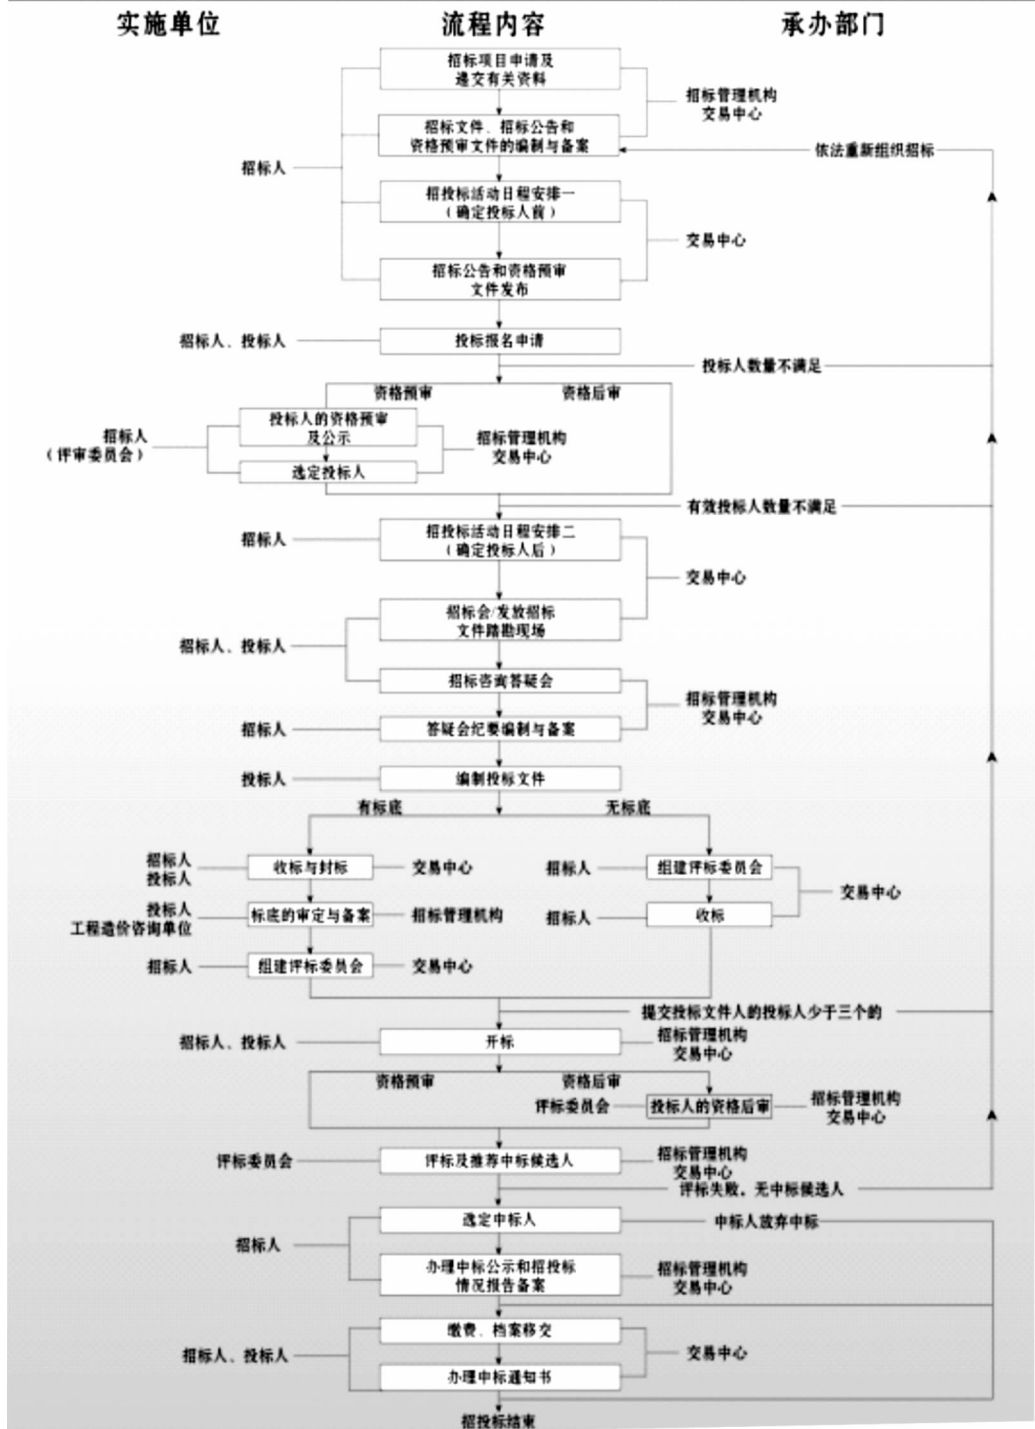 实施单位
流程内容
承办部门
招标项目申请及
递交有关资料
招标管理机构
交易中心
招标文件、招标公告和
资格预审文件的编制与备案
依法重新组织招标
招标人
招投标活动日程安排一
（确定投标人前）
交易中心
招标公告和资格预审
文件发布
招标人、投标人
投标报名申请
投标人数量不满足
资格预审
资格后审
招标人
（评审委员会）
投标人的资格预审
及公示
招标管理机构
交易中心
选定投标人
有效投标人数量不满足
招标人
招投标活动日程安排二
（确定投标人后）
交易中心
招标会/发放招标
文件踏勘现场
招标人、投标人
招标咨询答疑会
招标管理机构
交易中心
招标人
答疑会纪要编制与备案
投标人
编制投标文件
有标底
无标底
招标人
投标人
收标与封标
交易中心
招标人
组建评标委员会
交易中心
投标人
工程造价咨询单位
标底的审定与备案
招标管理机构
招标人
收标
招标人
组建评标委员会
交易中心
提交投标文件人的投标人少于三个的
招标人、投标人
开标
招标管理机构
交易中心
资格预审
资格后审
评标委员会
投标人的资格后审
招标管理机构
交易中心
评标委员会
评标及推荐中标候选人
招标管理机构
交易中心
评标失败，无中标候选人
选定中标人
中标人放弃中标
招标人
办理中标公示和招投标
情况报告备案
招标管理机构
交易中心
缴费、档案移交
招标人、投标人
交易中心
办理中标通知书
招投标结束